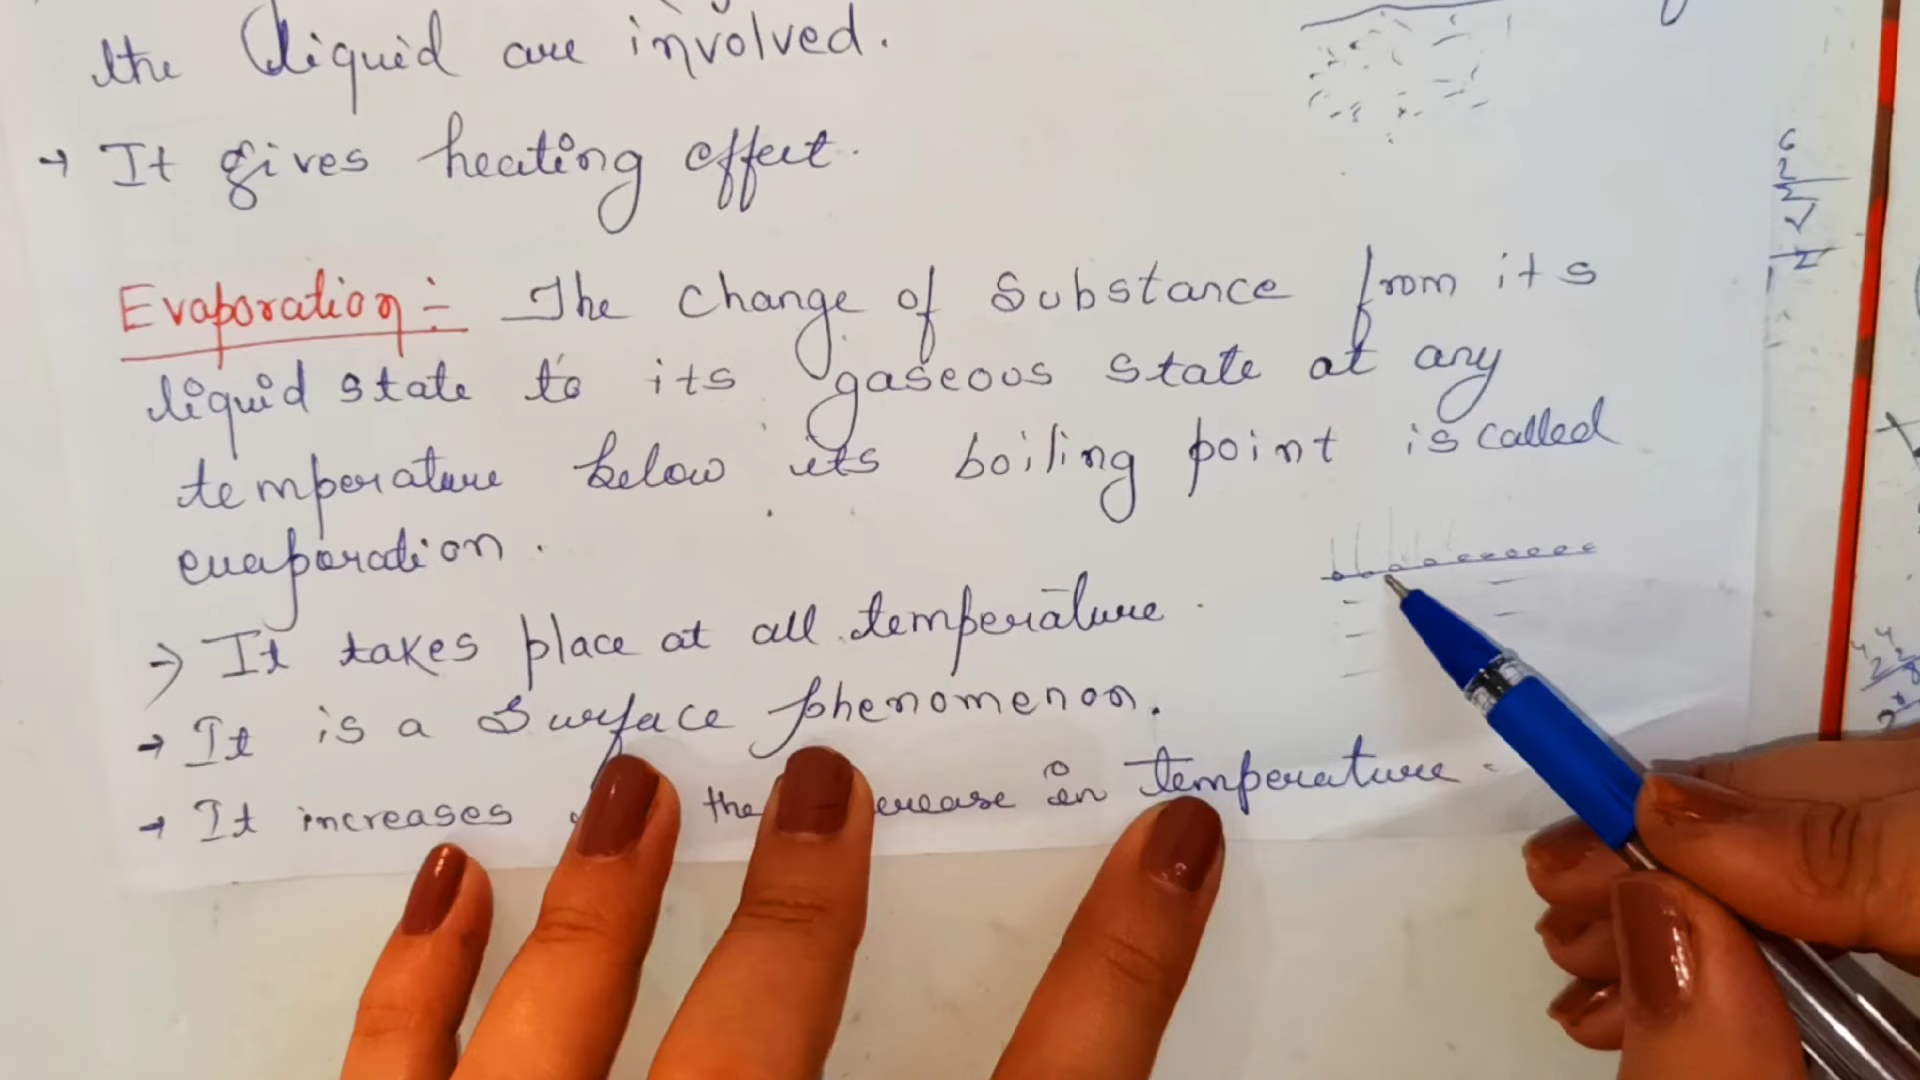 the liquid are involved.
→ It gives heating effect.
Evaporation :- The change of Substance from its
liquid state to its gaseous state at any
temperature below its boiling point is called
evaporation.
→ It takes place at all temperature.
→ It is a Surface phenomenon.
→ It increases the in temperature.